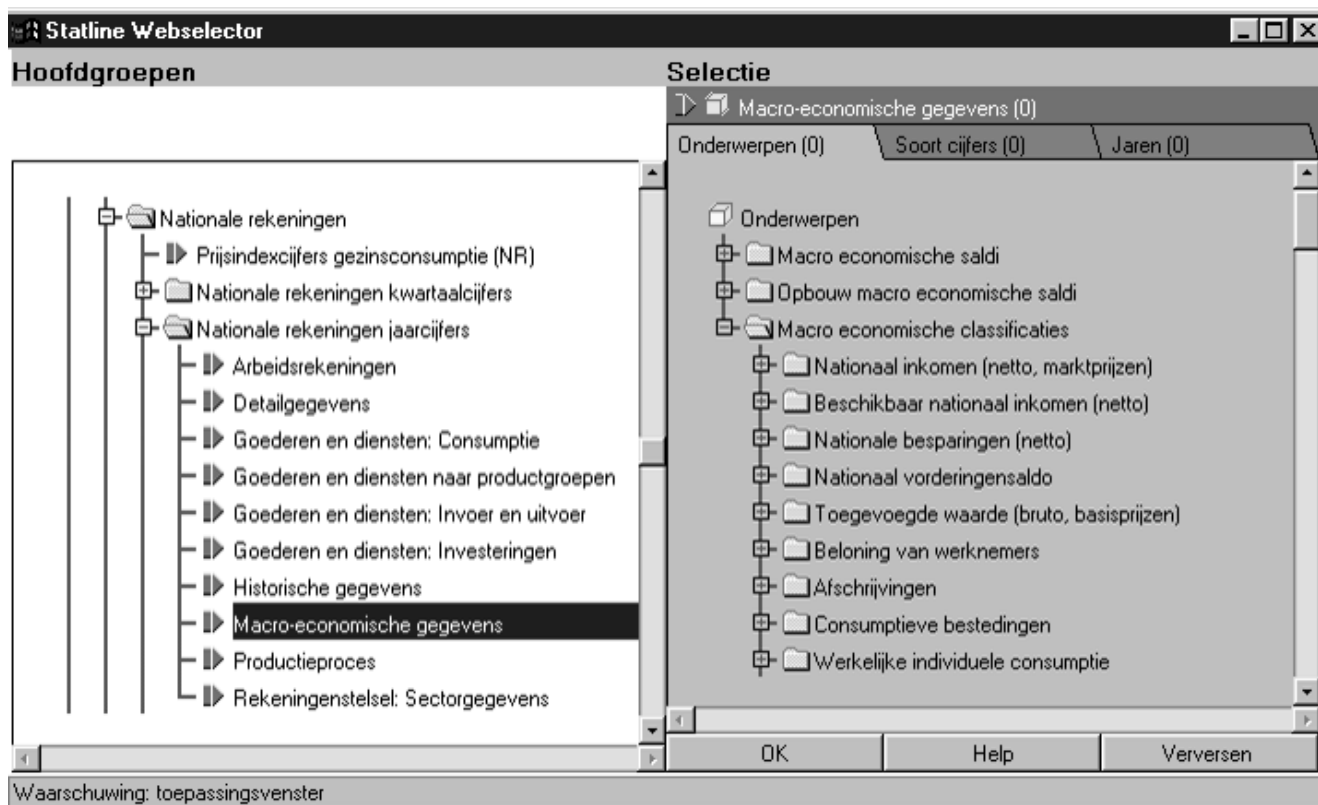 Statline Webselector
Hoofdgroepen
Nationale rekeningen
Prijsindexcijfers gezinsconsumptie (NR)
Nationale rekeningen kwartaalcijfers
Nationale rekeningen jaarcijfers
Arbeidsrekeningen
Detailgegevens
Goederen en diensten: Consumptie
Goederen en diensten naar productgroepen
Goederen en diensten: Invoer en uitvoer
Goederen en diensten: Investeringen
Historische gegevens
Macro-economische gegevens
Productieproces
Rekeningenstelsel: Sectorgegevens
Selectie
Macro-economische gegevens (0)
Onderwerpen (0) Soort cijfers (0) Jaren (0)
Onderwerpen
Macro economische saldi
Opbouw macro economische saldi
Macro economische classificaties
Nationaal inkomen (netto, marktprijzen)
Beschikbaar nationaal inkomen (netto)
Nationale besparingen (netto)
Nationaal vorderingensaldo
Toegevoegde waarde (bruto, basisprijzen)
Beloning van werknemers
Afschrijvingen
Consumptieve bestedingen
Werkelijke individuele consumptie
OK Help Verversen
Waarschuwing: toepassingsvenster